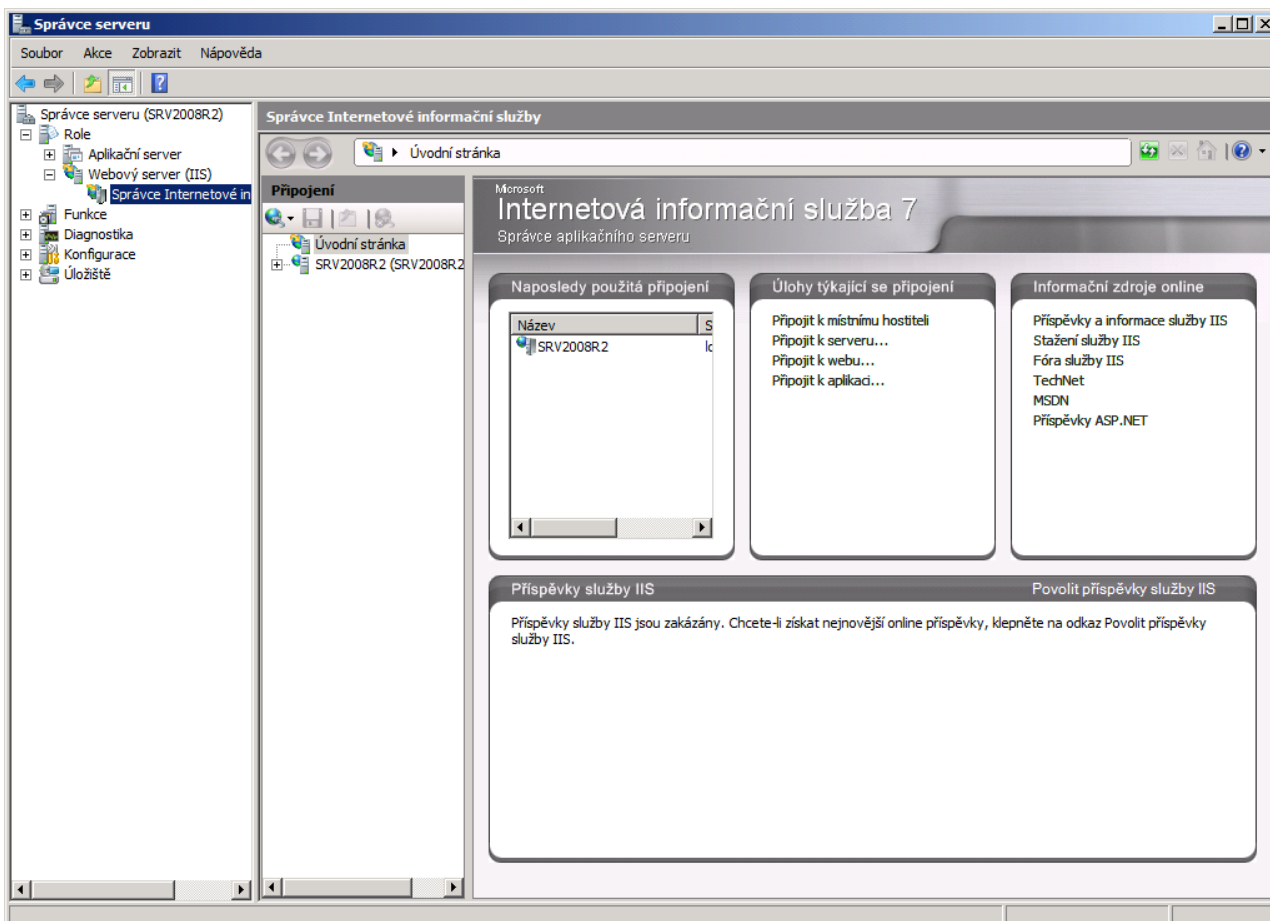 Správce serveru
Soubor Akce Zobrazit Nápověda
Správce serveru (SRV2008R2)
Role
Aplikační server
Webový server (IIS)
Správce Internetové in
Funkce
Diagnostika
Konfigurace
Úložiště
Správce Internetové informační služby
Úvodní stránka
Připojení
Úvodní stránka
SRV2008R2 (SRV2008R2
Microsoft
Internetová informační služba 7
Správce aplikačního serveru
Naposledy použitá připojení
Název S
SRV2008R2 lo
Úlohy týkající se připojení
Připojit k místnímu hostiteli
Připojit k serveru...
Připojit k webu...
Připojit k aplikaci...
Informační zdroje online
Příspěvky a informace služby IIS
Stažení služby IIS
Fóra služby IIS
TechNet
MSDN
Příspěvky ASP.NET
Příspěvky služby IIS Povolit příspěvky služby IIS
Příspěvky služby IIS jsou zakázány. Chcete-li získat nejnovější online příspěvky, klepněte na odkaz Povolit příspěvky
služby IIS.